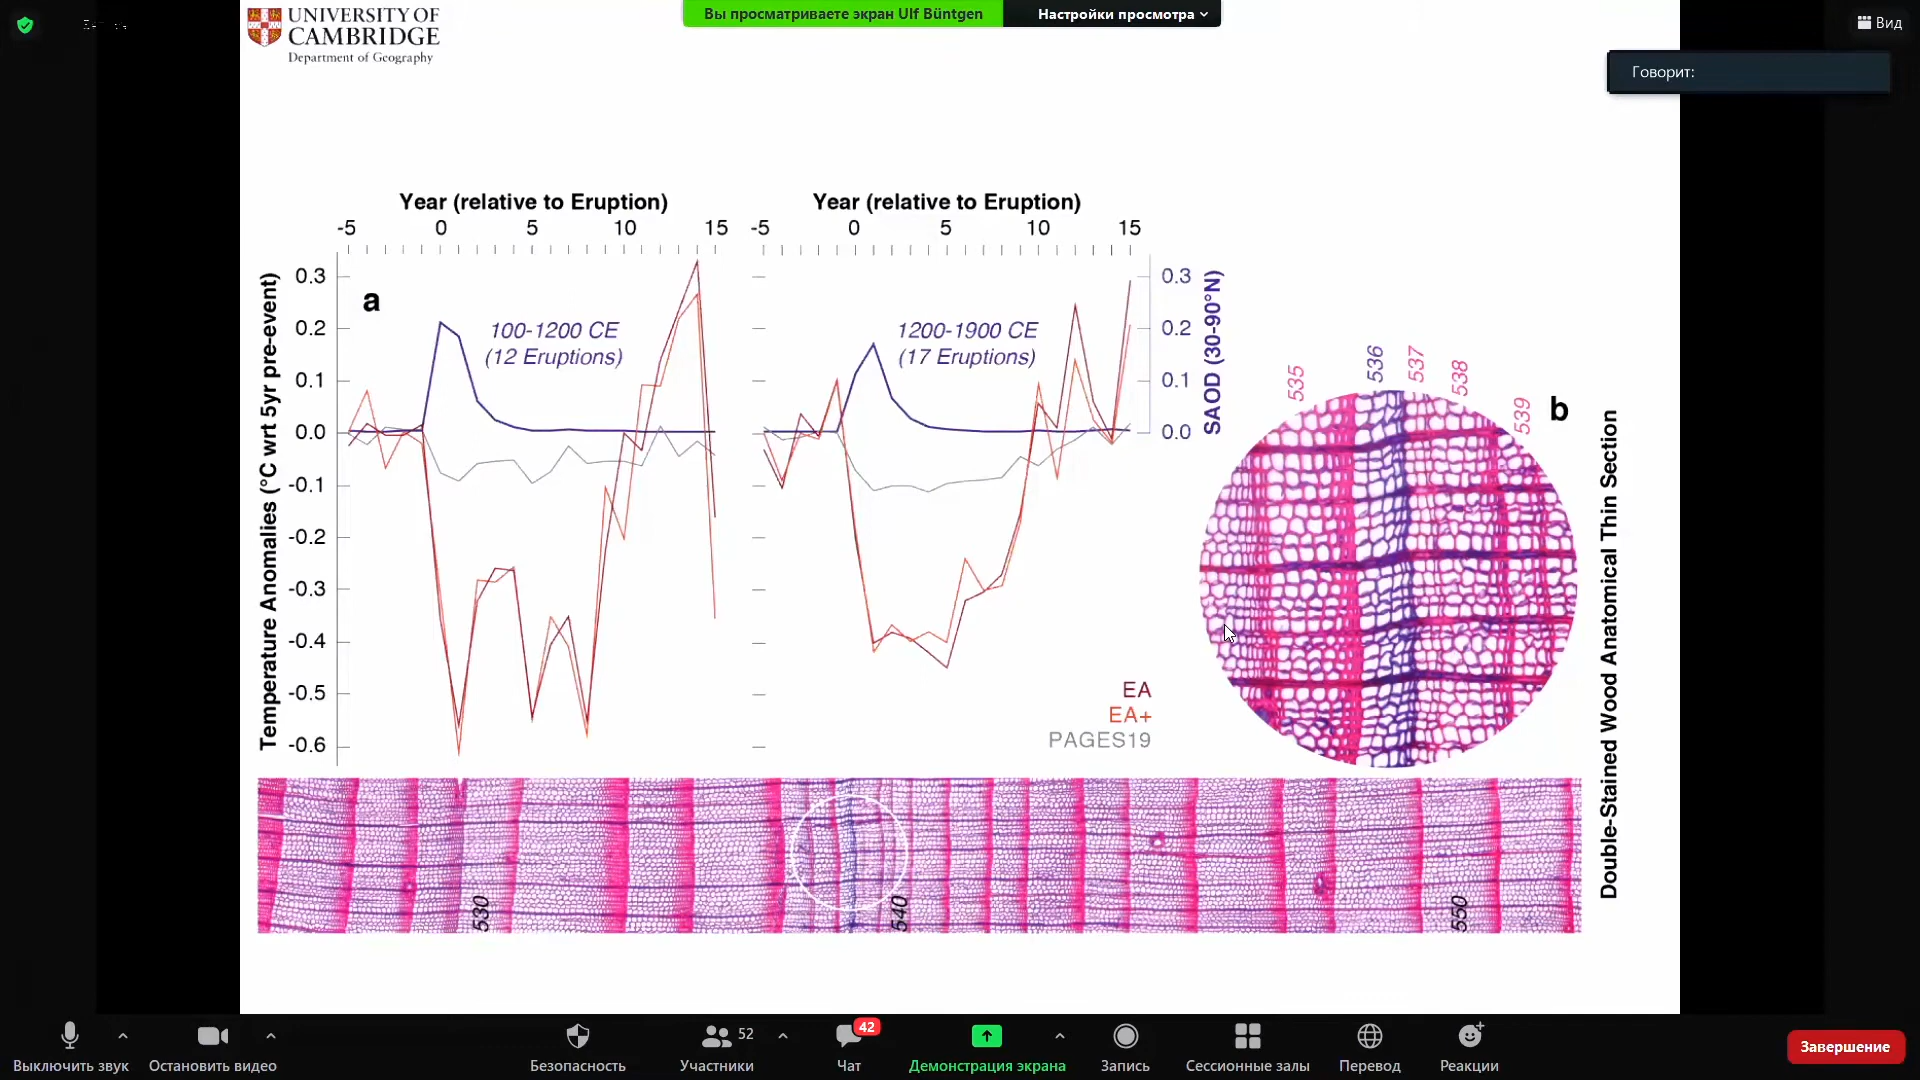 UNIVERSITY OF
CAMBRIDGE
Department of Geography
Вы просматриваете экран Ulf Büntgen
Настройки просмотра
Вид
Говорит:
Year (relative to Eruption)
-5 0 5 10 15
Year (relative to Eruption)
-5 0 5 10 15
Temperature Anomalies (°C wrt 5yr pre-event)
0.3
0.2
0.1
0.0
-0.1
-0.2
-0.3
-0.4
-0.5
-0.6
a
100-1200 CE
(12 Eruptions)
1200-1900 CE
(17 Eruptions)
0.3
0.2
0.1
0.0
SAOD (30-90°N)
EA
EA+
PAGES19
535
536
537
538
539
b
Double-Stained Wood Anatomical Thin Section
530
540
550
Выключить звук
Остановить видео
Безопасность
52
Участники
42
Чат
Демонстрация экрана
Запись
Сессионные залы
Перевод
Реакции
Завершение